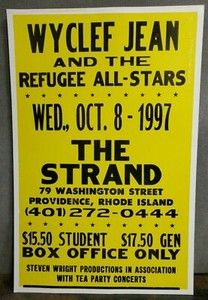 WYCLEF JEAN
AND THE
REFUGEE ALL-STARS
WED., OCT. 8 - 1997
THE
STRAND
79 WASHINGTON STREET
PROVIDENCE, RHODE ISLAND
(401) 272-0444
$15.50 STUDENT $17.50 GEN
BOX OFFICE ONLY
STEVEN WRIGHT PRODUCTIONS IN ASSOCIATION
WITH TEA PARTY CONCERTS